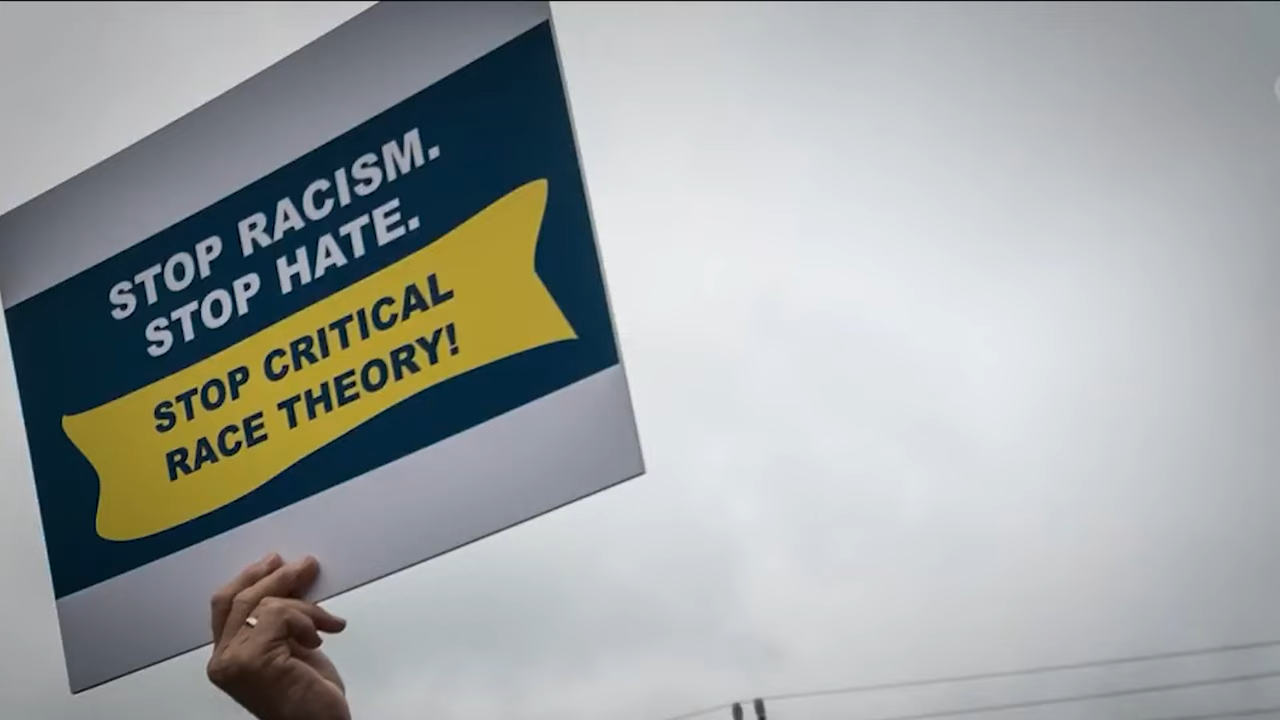 STOP RACISM.
STOP HATE.
STOP CRITICAL
RACE THEORY!